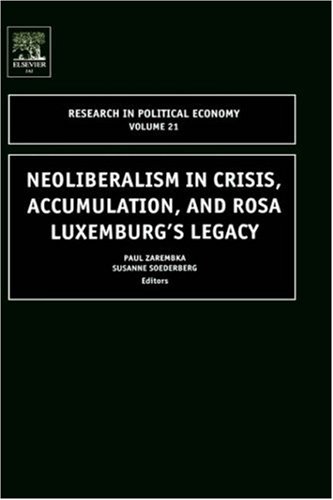 ELSEVIER
JAI
RESEARCH IN POLITICAL ECONOMY
VOLUME 21
NEOLIBERALISM IN CRISIS,
ACCUMULATION, AND ROSA
LUXEMBURG'S LEGACY
PAUL ZAREMBKA
SUSANNE SOEDERBERG
Editors